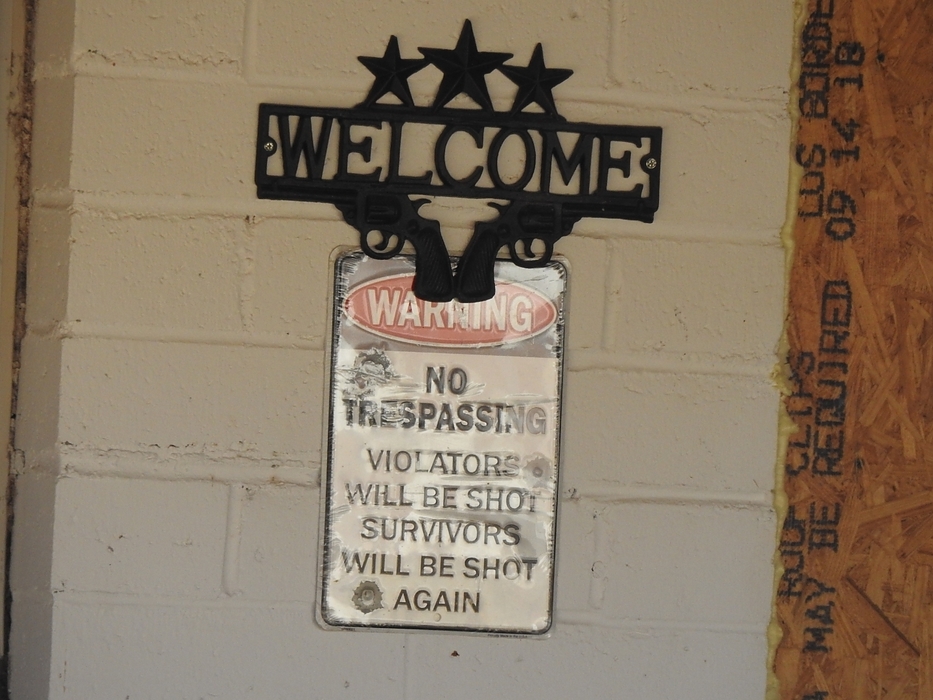 WELCOME
WARNING
NO
TRESPASSING
VIOLATORS
WILL BE SHOT
SURVIVORS
WILL BE SHOT
AGAIN
ROOF CLIPS
MAY BE REQUIRED 09 14 18